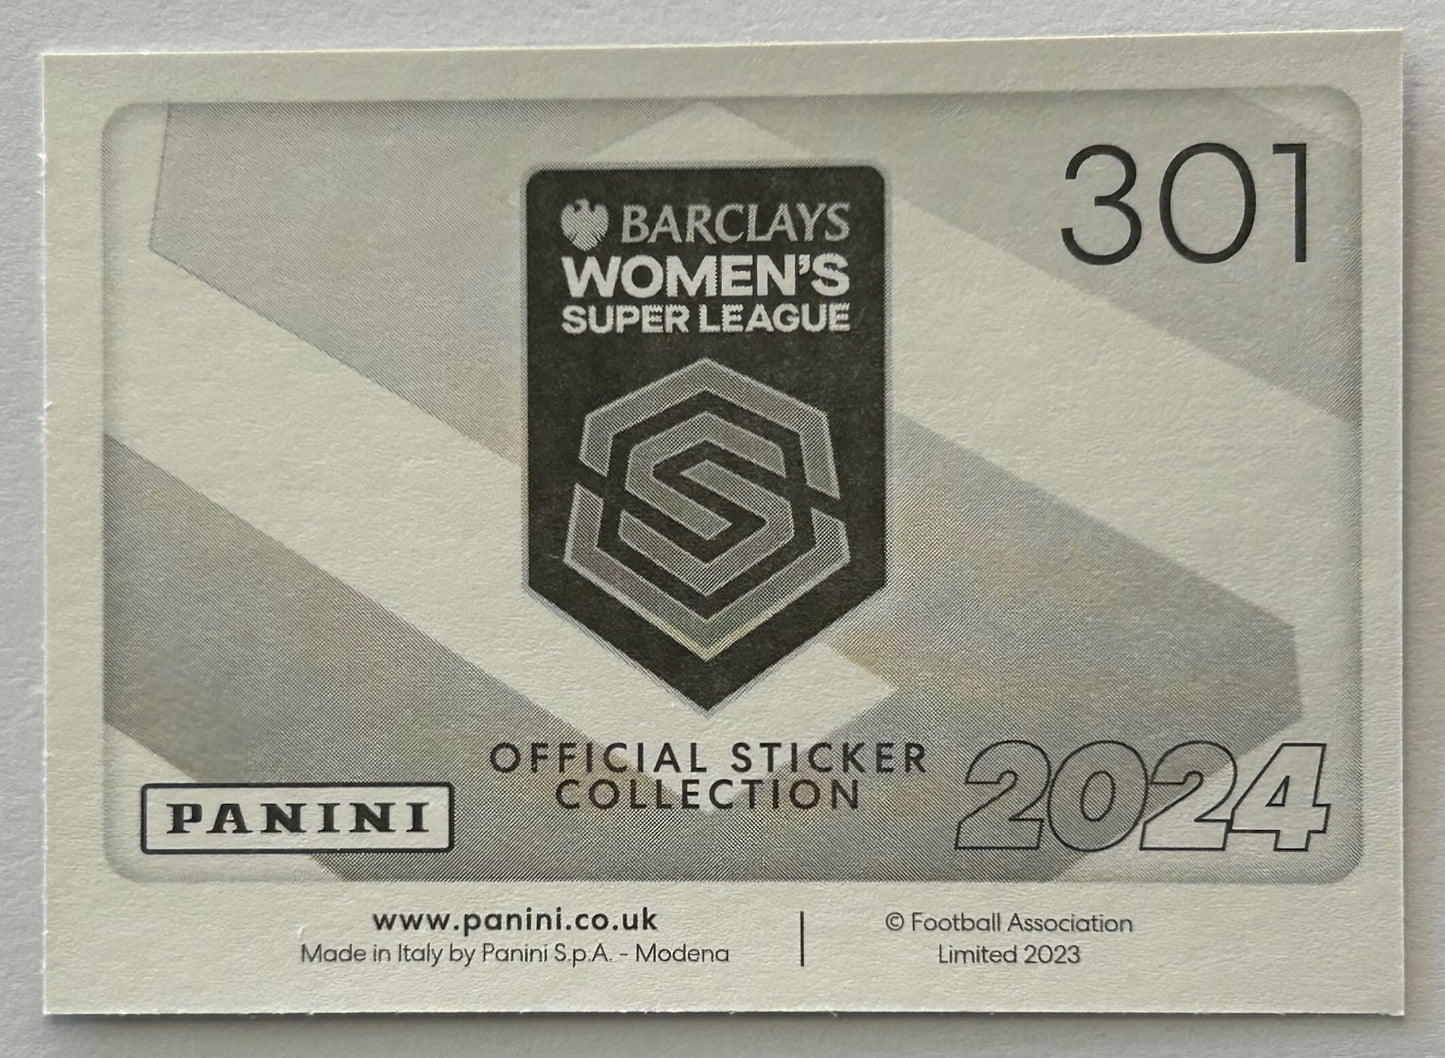 301
BARCLAYS
WOMEN'S
SUPER LEAGUE
OFFICIAL STICKER
COLLECTION
2024
PANINI
www.panini.co.uk
Made in Italy by Panini S.p.A. - Modena
© Football Association
Limited 2023